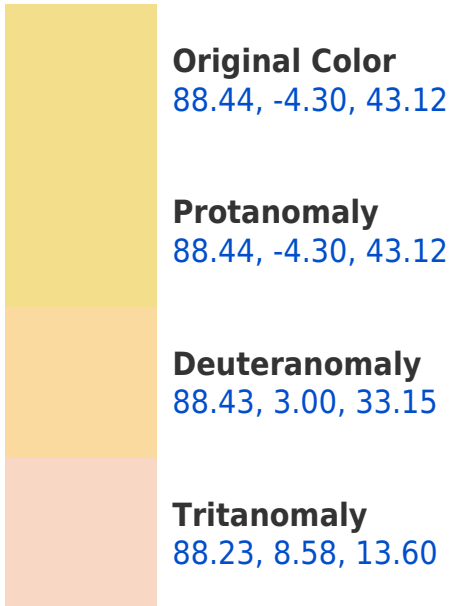 Original Color
88.44, -4.30, 43.12
Protanomaly
88.44, -4.30, 43.12
Deuteranomaly
88.43, 3.00, 33.15
Tritanomaly
88.23, 8.58, 13.60